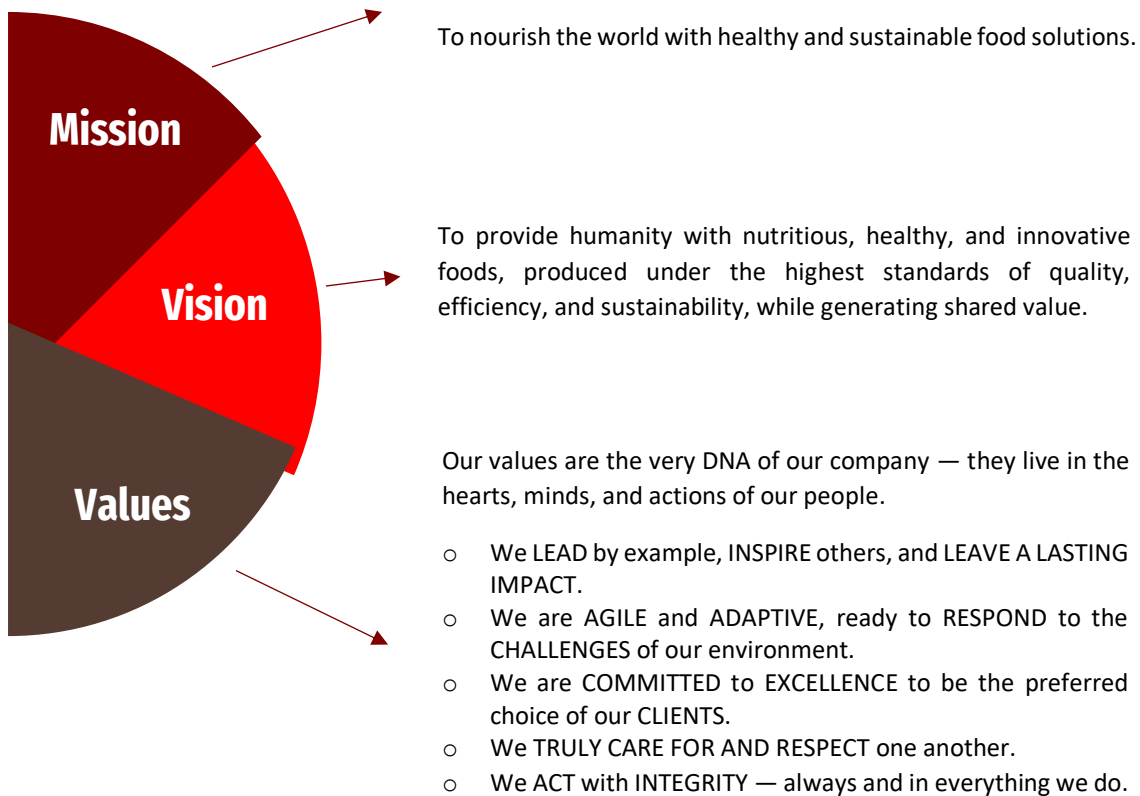 Mission
To nourish the world with healthy and sustainable food solutions.
Vision
To provide humanity with nutritious, healthy, and innovative
foods, produced under the highest standards of quality,
efficiency, and sustainability, while generating shared value.
Values
Our values are the very DNA of our company — they live in the
hearts, minds, and actions of our people.
o We LEAD by example, INSPIRE others, and LEAVE A LASTING
IMPACT.
o We are AGILE and ADAPTIVE, ready to RESPOND to the
CHALLENGES of our environment.
o We are COMMITTED to EXCELLENCE to be the preferred
choice of our CLIENTS.
o We TRULY CARE FOR AND RESPECT one another.
o We ACT with INTEGRITY — always and in everything we do.